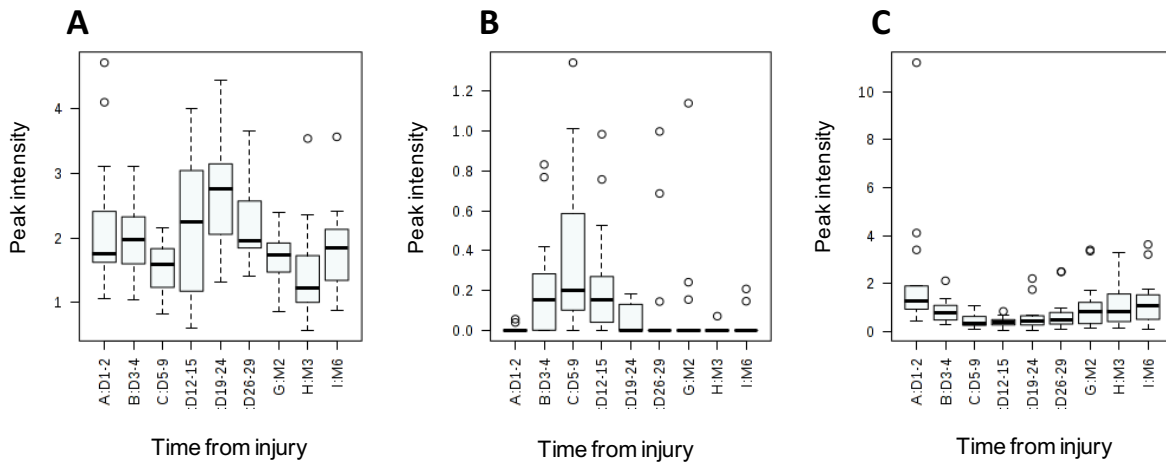 A
B
C
Peak intensity
4
3
2
1
A:D1-2
B:D3-4
C:D5-9
:D12-15
:D19-24
:D26-29
G:M2
H:M3
I:M6
Time from injury
Peak intensity
1.2
1.0
0.8
0.6
0.4
0.2
0.0
A:D1-2
B:D3-4
C:D5-9
:D12-15
:D19-24
:D26-29
G:M2
H:M3
I:M6
Time from injury
Peak intensity
10
8
6
4
2
0
A:D1-2
B:D3-4
C:D5-9
:D12-15
:D19-24
:D26-29
G:M2
H:M3
I:M6
Time from injury